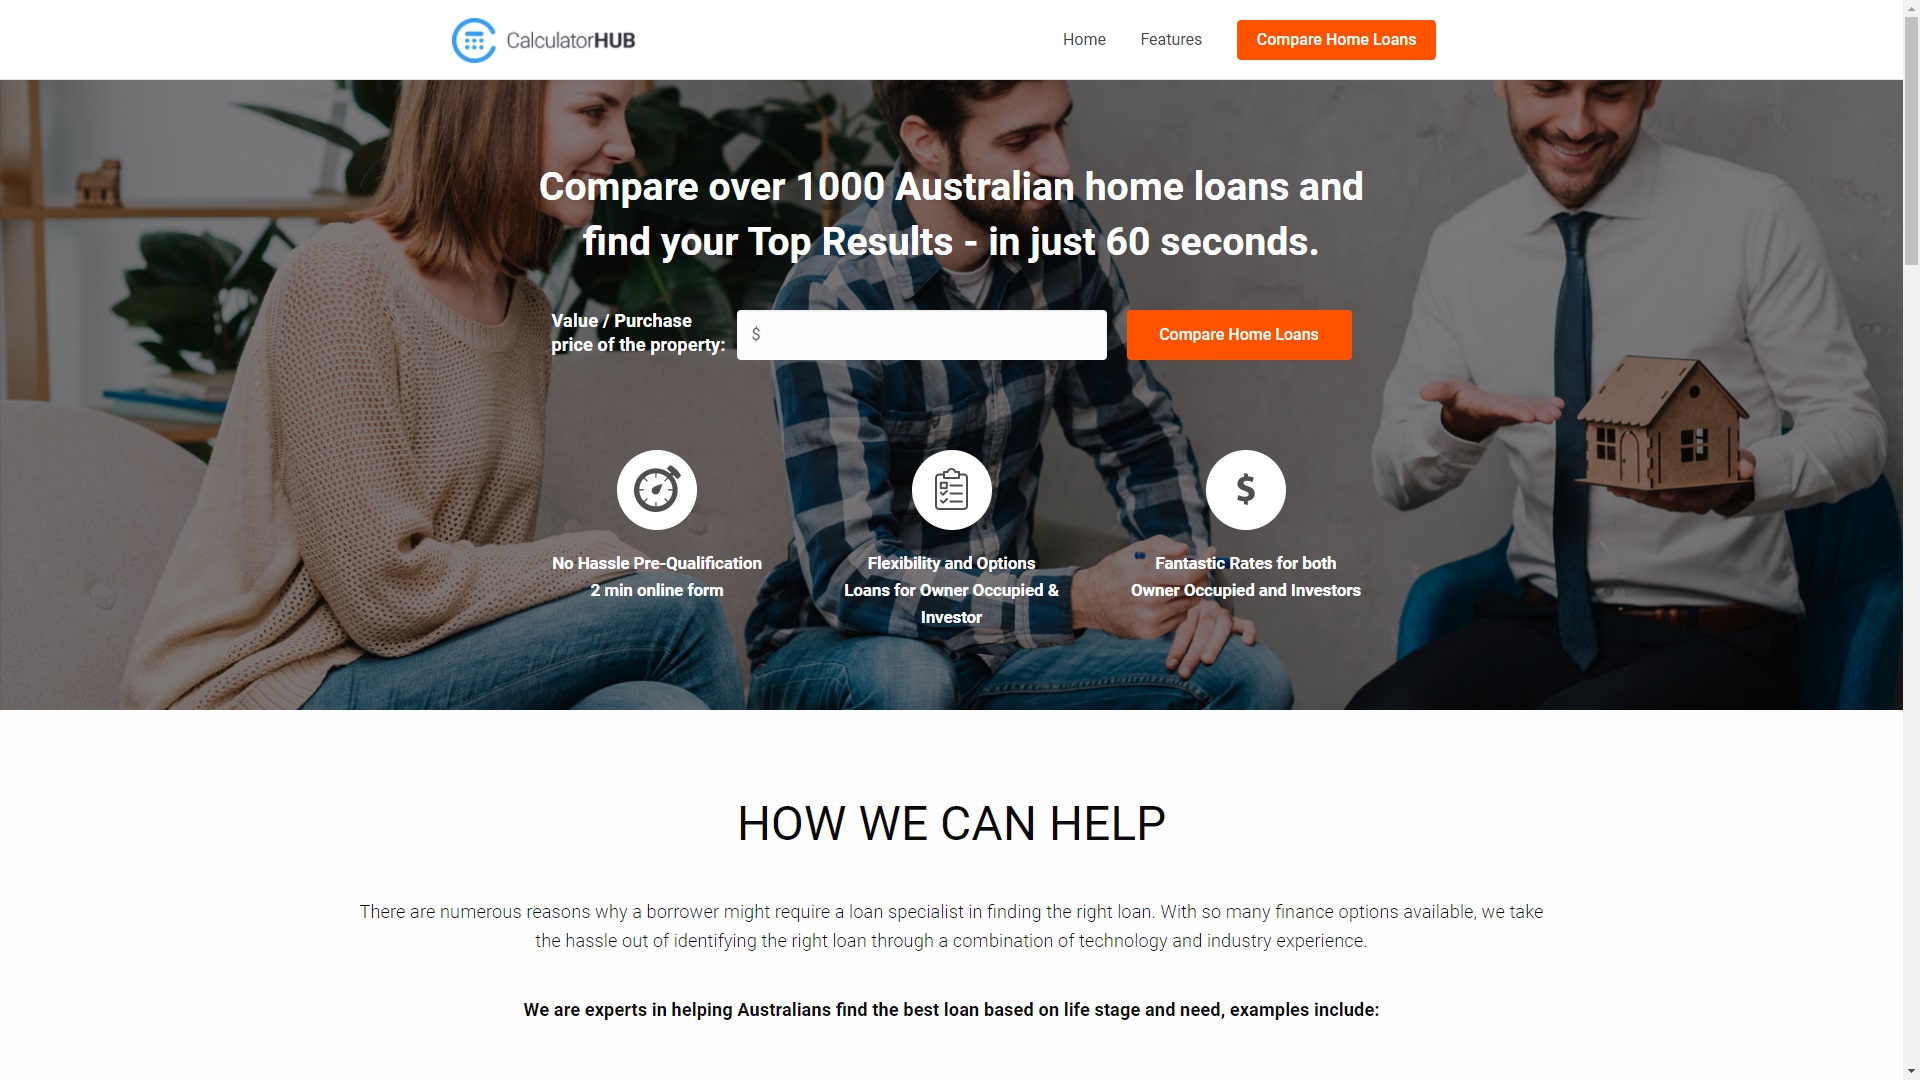 CalculatorHUB
Home
Features
Compare Home Loans
Compare over 1000 Australian home loans and
find your Top Results - in just 60 seconds.
Value / Purchase
price of the property:
$
Compare Home Loans
$
No Hassle Pre-Qualification
2 min online form
Flexibility and Options
Loans for Owner Occupied &
Investor
Fantastic Rates for both
Owner Occupied and Investors
HOW WE CAN HELP
There are numerous reasons why a borrower might require a loan specialist in finding the right loan. With so many finance options available, we take
the hassle out of identifying the right loan through a combination of technology and industry experience.
We are experts in helping Australians find the best loan based on life stage and need, examples include: